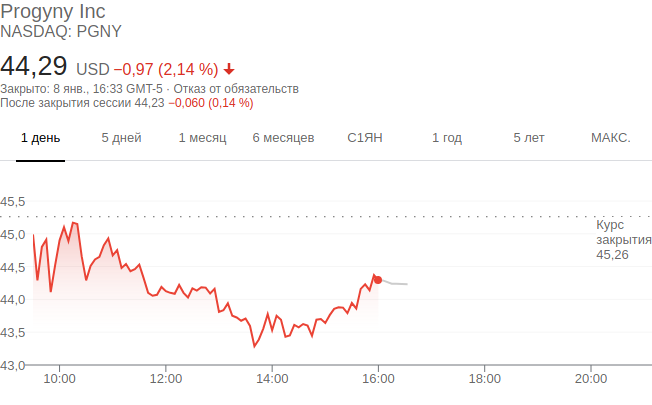 Progyny Inc
NASDAQ: PGNY
44,29 USD −0,97 (2,14 %)
Закрыто: 8 янв., 16:33 GMT-5 · Отказ от обязательств
После закрытия сессии 44,23 −0,060 (0,14 %)
1 день 5 дней 1 месяц 6 месяцев С1ЯН 1 год 5 лет МАКС.
45,5
45,0
Курс
закрытия
45,26
44,5
44,0
43,5
43,0
10:00 12:00 14:00 16:00 18:00 20:00